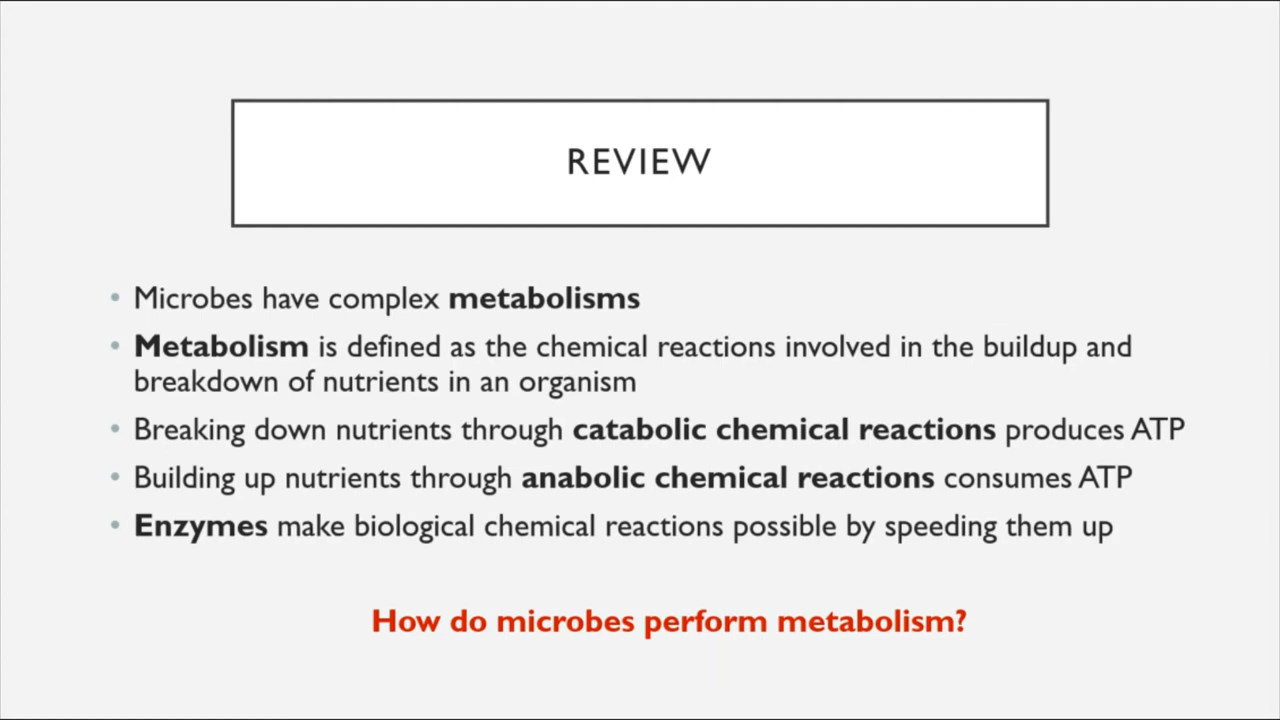 REVIEW
• Microbes have complex metabolisms
• Metabolism is defined as the chemical reactions involved in the buildup and
breakdown of nutrients in an organism
• Breaking down nutrients through catabolic chemical reactions produces ATP
• Building up nutrients through anabolic chemical reactions consumes ATP
• Enzymes make biological chemical reactions possible by speeding them up
How do microbes perform metabolism?